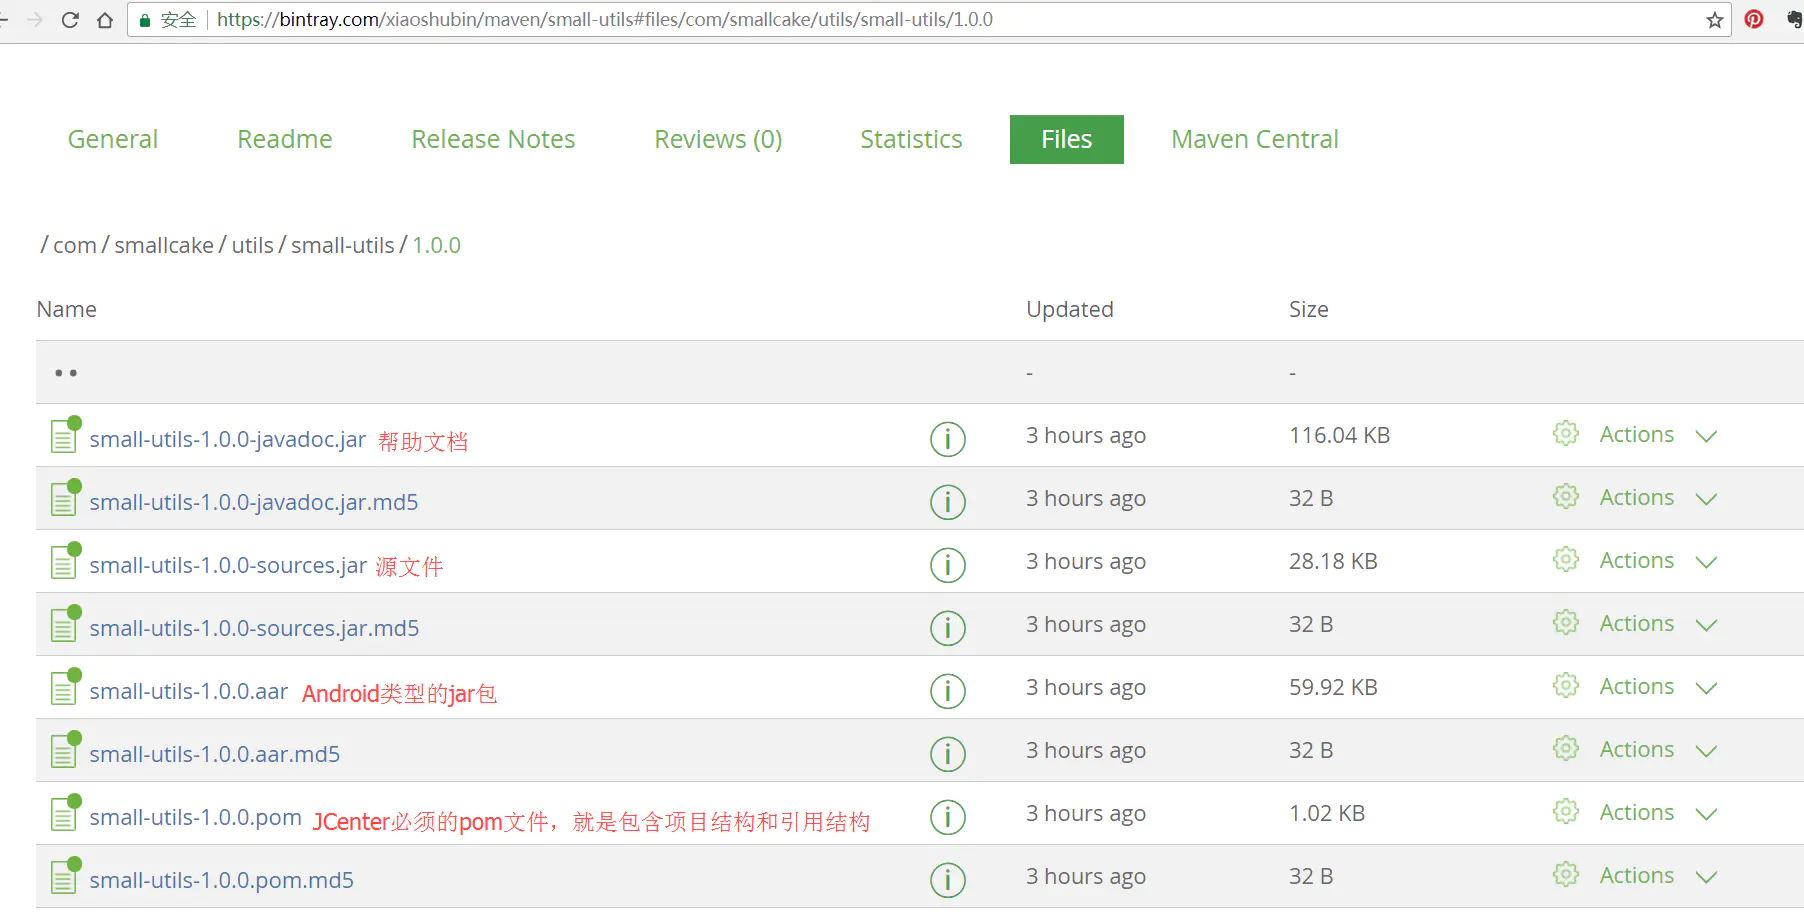 安全 https://bintray.com/xiaoshubin/maven/small-utils#files/com/smallcake/utils/small-utils/1.0.0
General Readme Release Notes Reviews (0) Statistics Files Maven Central
/ com / smallcake / utils / small-utils / 1.0.0
Name Updated Size
•• - -
small-utils-1.0.0-javadoc.jar 帮助文档 3 hours ago 116.04 KB Actions
small-utils-1.0.0-javadoc.jar.md5 3 hours ago 32 B Actions
small-utils-1.0.0-sources.jar 源文件 3 hours ago 28.18 KB Actions
small-utils-1.0.0-sources.jar.md5 3 hours ago 32 B Actions
small-utils-1.0.0.aar Android类型的jar包 3 hours ago 59.92 KB Actions
small-utils-1.0.0.aar.md5 3 hours ago 32 B Actions
small-utils-1.0.0.pom JCenter必须的pom文件，就是包含项目结构和引用结构 3 hours ago 1.02 KB Actions
small-utils-1.0.0.pom.md5 3 hours ago 32 B Actions